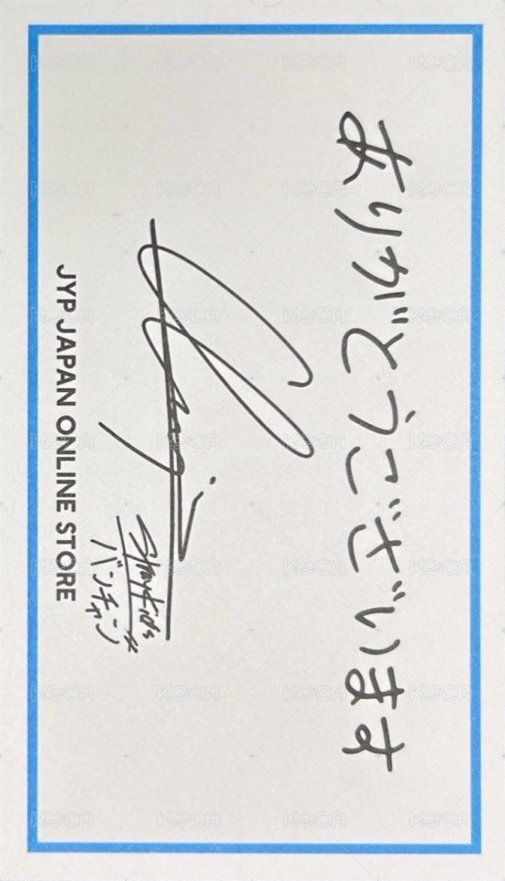 ありがとうございます
Stray kids
バンチャン
JYP JAPAN ONLINE STORE
KOCA